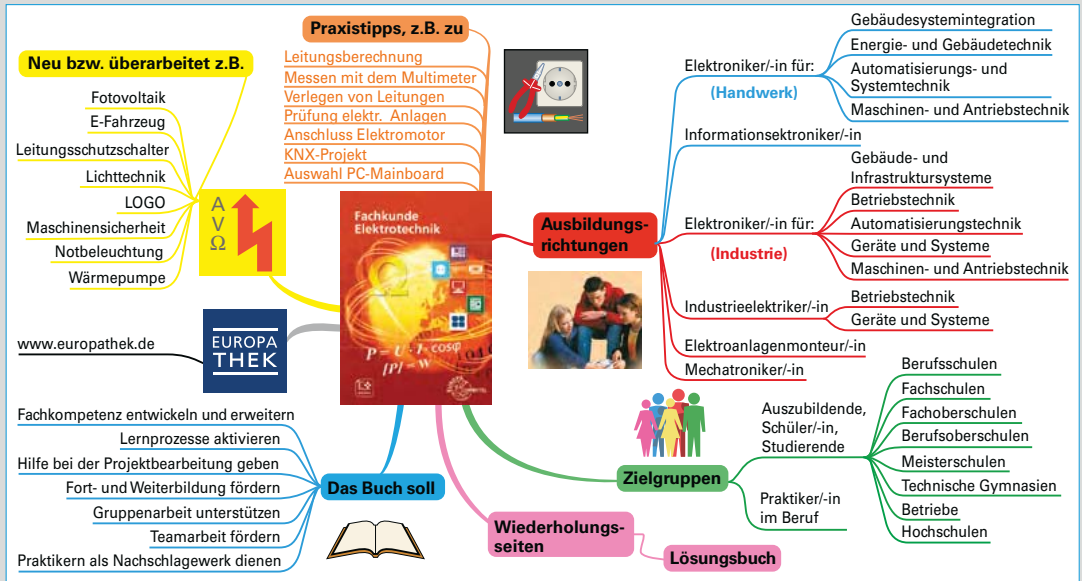 Neu bzw. überarbeitet z.B.
Fotovoltaik
E-Fahrzeug
Leitungsschutzschalter
Lichttechnik
LOGO
Maschinensicherheit
Notbeleuchtung
Wärmepumpe
A
V
Ω
Praxistipps, z.B. zu
Leitungsberechnung
Messen mit dem Multimeter
Verlegen von Leitungen
Prüfung elektr. Anlagen
Anschluss Elektromotor
KNX-Projekt
Auswahl PC-Mainboard
Fachkunde
Elektrotechnik
P = U · I · cosφ
[P] = W
Ausbildungs-
richtungen
Elektroniker/-in für:
(Handwerk)
Gebäudesystemintegration
Energie- und Gebäudetechnik
Automatisierungs- und
Systemtechnik
Maschinen- und Antriebstechnik
Informationsektroniker/-in
Elektroniker/-in für:
(Industrie)
Gebäude- und
Infrastruktursysteme
Betriebstechnik
Automatisierungstechnik
Geräte und Systeme
Maschinen- und Antriebstechnik
Industrieelektriker/-in
Betriebstechnik
Geräte und Systeme
Elektroanlagenmonteur/-in
Mechatroniker/-in
EUROPA
THEK
www.europathek.de
Das Buch soll
Fachkompetenz entwickeln und erweitern
Lernprozesse aktivieren
Hilfe bei der Projektbearbeitung geben
Fort- und Weiterbildung fördern
Gruppenarbeit unterstützen
Teamarbeit fördern
Praktikern als Nachschlagewerk dienen
Wiederholungs-
seiten
Lösungsbuch
Zielgruppen
Auszubildende,
Schüler/-in,
Studierende
Berufsschulen
Fachschulen
Fachoberschulen
Berufsoberschulen
Meisterschulen
Technische Gymnasien
Betriebe
Hochschulen
Praktiker/-in
im Beruf